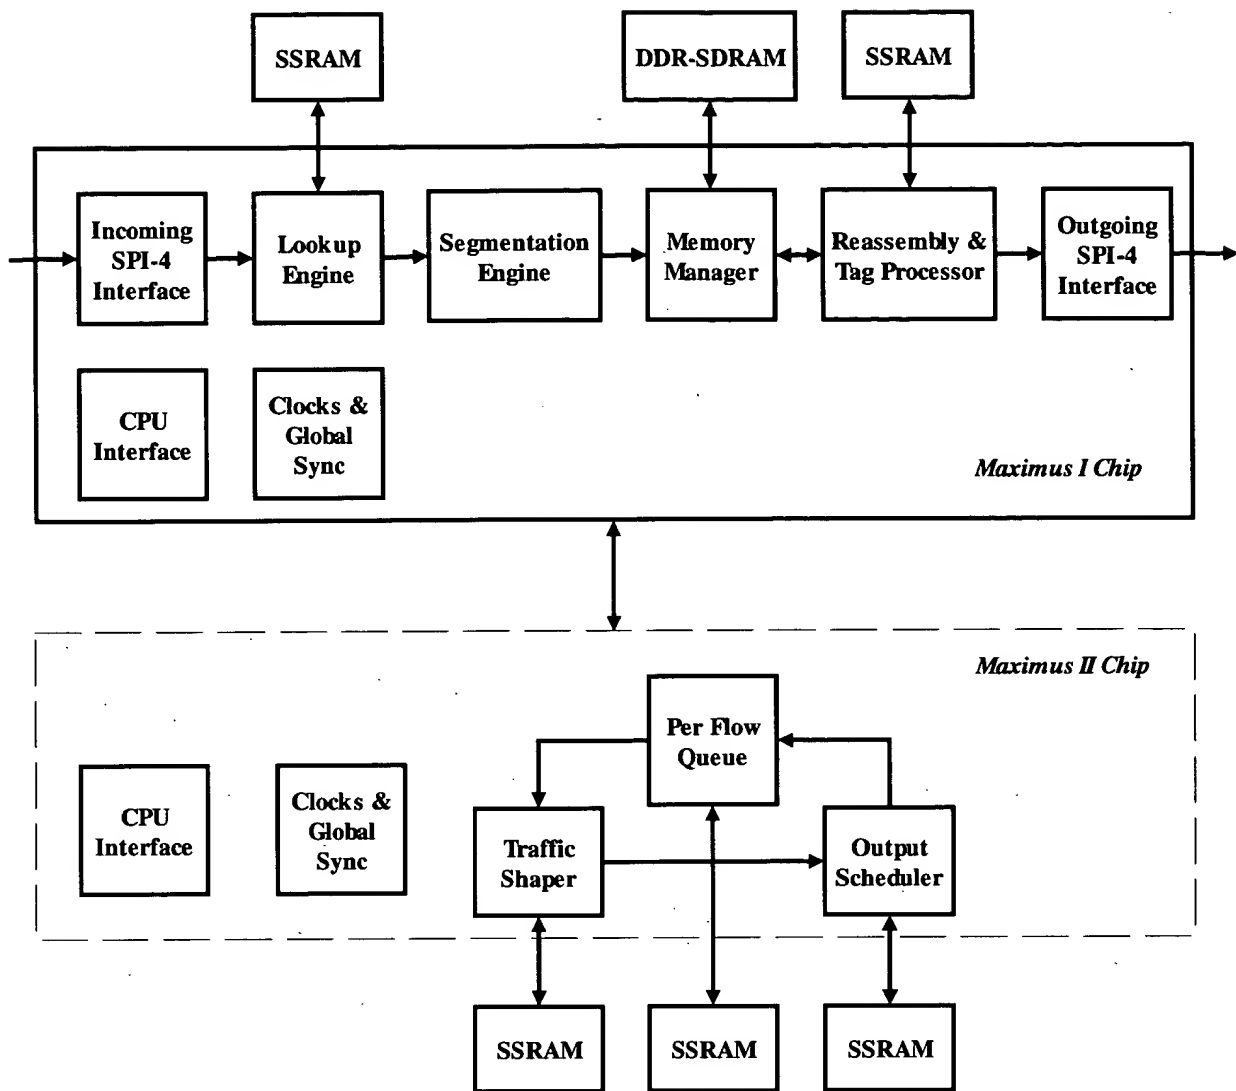 SSRAM
DDR-SDRAM
SSRAM
Incoming
SPI-4
Interface
Lookup
Engine
Segmentation
Engine
Memory
Manager
Reassembly &
Tag Processor
Outgoing
SPI-4
Interface
CPU
Interface
Clocks &
Global
Sync
Maximus I Chip
Maximus II Chip
Per Flow
Queue
CPU
Interface
Clocks &
Global
Sync
Traffic
Shaper
Output
Scheduler
SSRAM
SSRAM
SSRAM